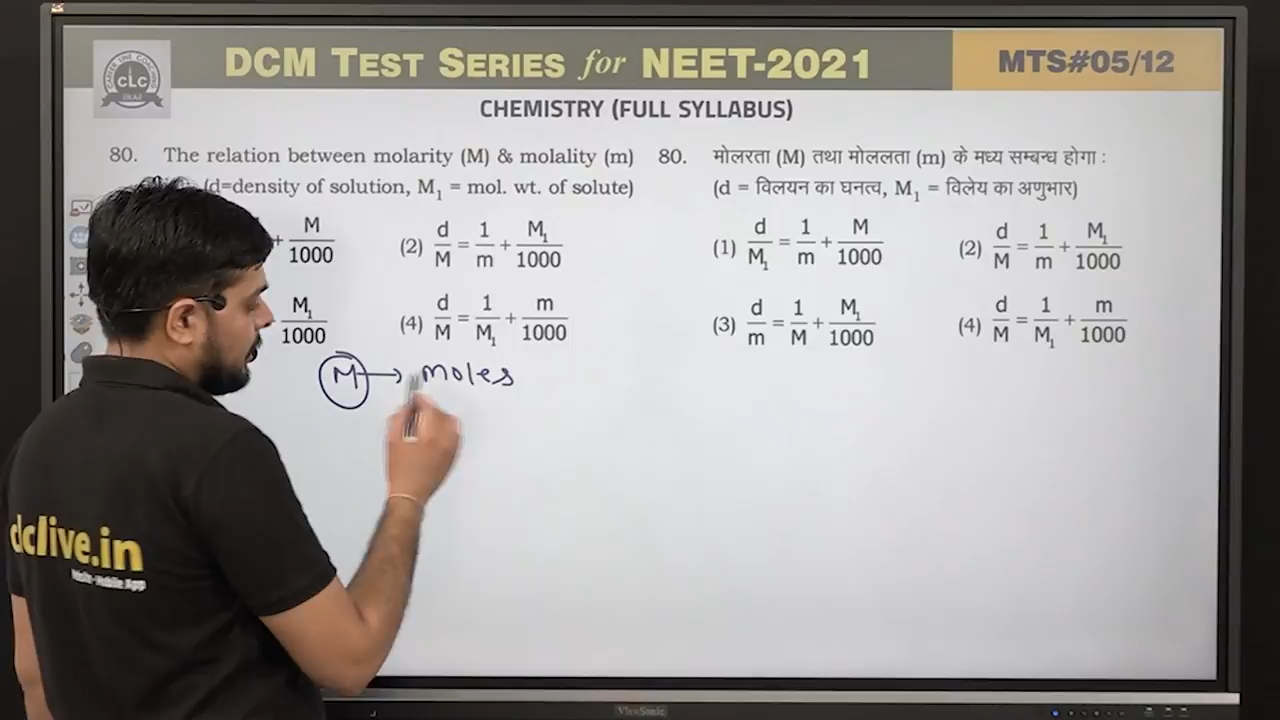 DCM TEST SERIES for NEET-2021
MTS#05/12
CLC
CHEMISTRY (FULL SYLLABUS)
80. The relation between molarity (M) & molality (m)
(d=density of solution, M₁ = mol. wt. of solute)
+ M/1000
(2) d/M = 1/m + M₁/1000
M₁/1000
(4) d/M = 1/M₁ + m/1000
80. मोलरता (M) तथा मोललता (m) के मध्य सम्बन्ध होगा :
(d = विलयन का घनत्व, M₁ = विलेय का अणुभार)
(1) d/M₁ = 1/m + M/1000
(2) d/M = 1/m + M₁/1000
(3) d/m = 1/M + M₁/1000
(4) d/M = 1/M₁ + m/1000
M → moles
dclive.in
Mobile App
ViewSonic